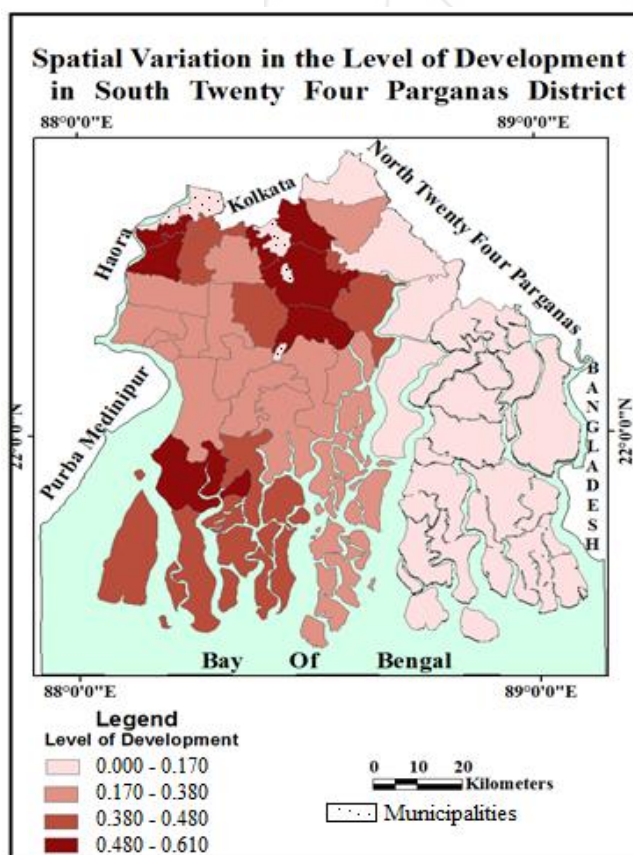 Spatial Variation in the Level of Development
in South Twenty Four Parganas District
88°0'0"E
89°0'0"E
North Twenty Four Parganas
Kolkata
Haora
BANGLADESH
Purba Medinipur
22°0'0"N
22°0'0"N
Bay Of Bengal
88°0'0"E
89°0'0"E
Legend
Level of Development
0.000 - 0.170
0.170 - 0.380
0.380 - 0.480
0.480 - 0.610
0 10 20
Kilometers
Municipalities